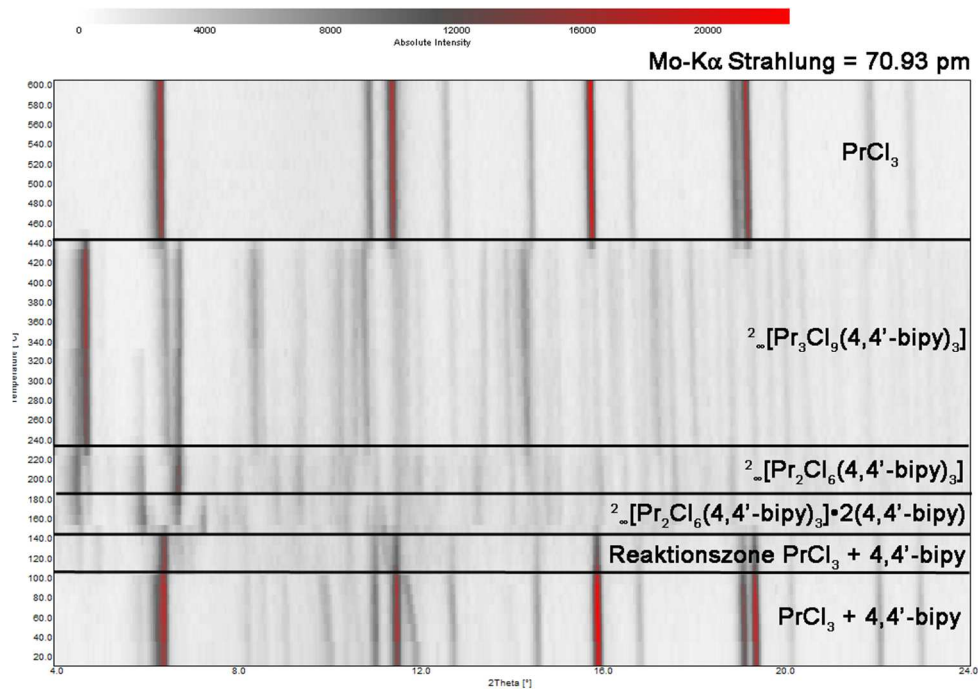 0 4000 8000 12000 16000 20000
Absolute Intensity
Mo-Kα Strahlung = 70.93 pm
600.0
580.0
560.0
540.0
520.0
500.0
480.0
460.0
440.0
420.0
400.0
380.0
360.0
340.0
320.0
300.0
280.0
260.0
240.0
220.0
200.0
180.0
160.0
140.0
120.0
100.0
80.0
60.0
40.0
20.0
PrCl₃
²∞[Pr₃Cl₉(4,4'-bipy)₃]
²∞[Pr₂Cl₆(4,4'-bipy)₃]
²∞[Pr₂Cl₆(4,4'-bipy)₃]•2(4,4'-bipy)
Reaktionszone PrCl₃ + 4,4'-bipy
PrCl₃ + 4,4'-bipy
4.0 8.0 12.0 16.0 20.0 24.0
2Theta [°]